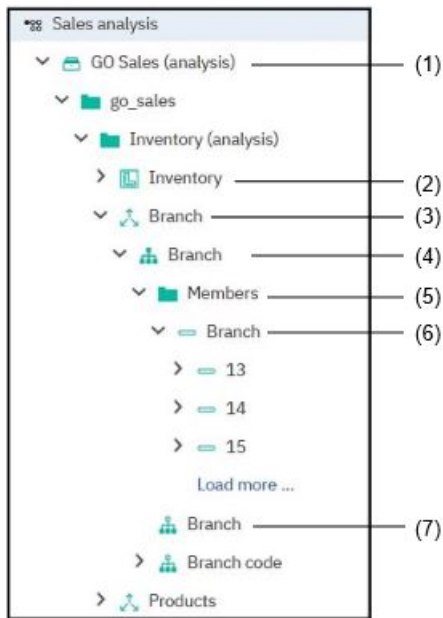 Sales analysis
GO Sales (analysis) (1)
go_sales
Inventory (analysis)
Inventory (2)
Branch (3)
Branch (4)
Members (5)
Branch (6)
13
14
15
Load more ...
Branch (7)
Branch code
Products